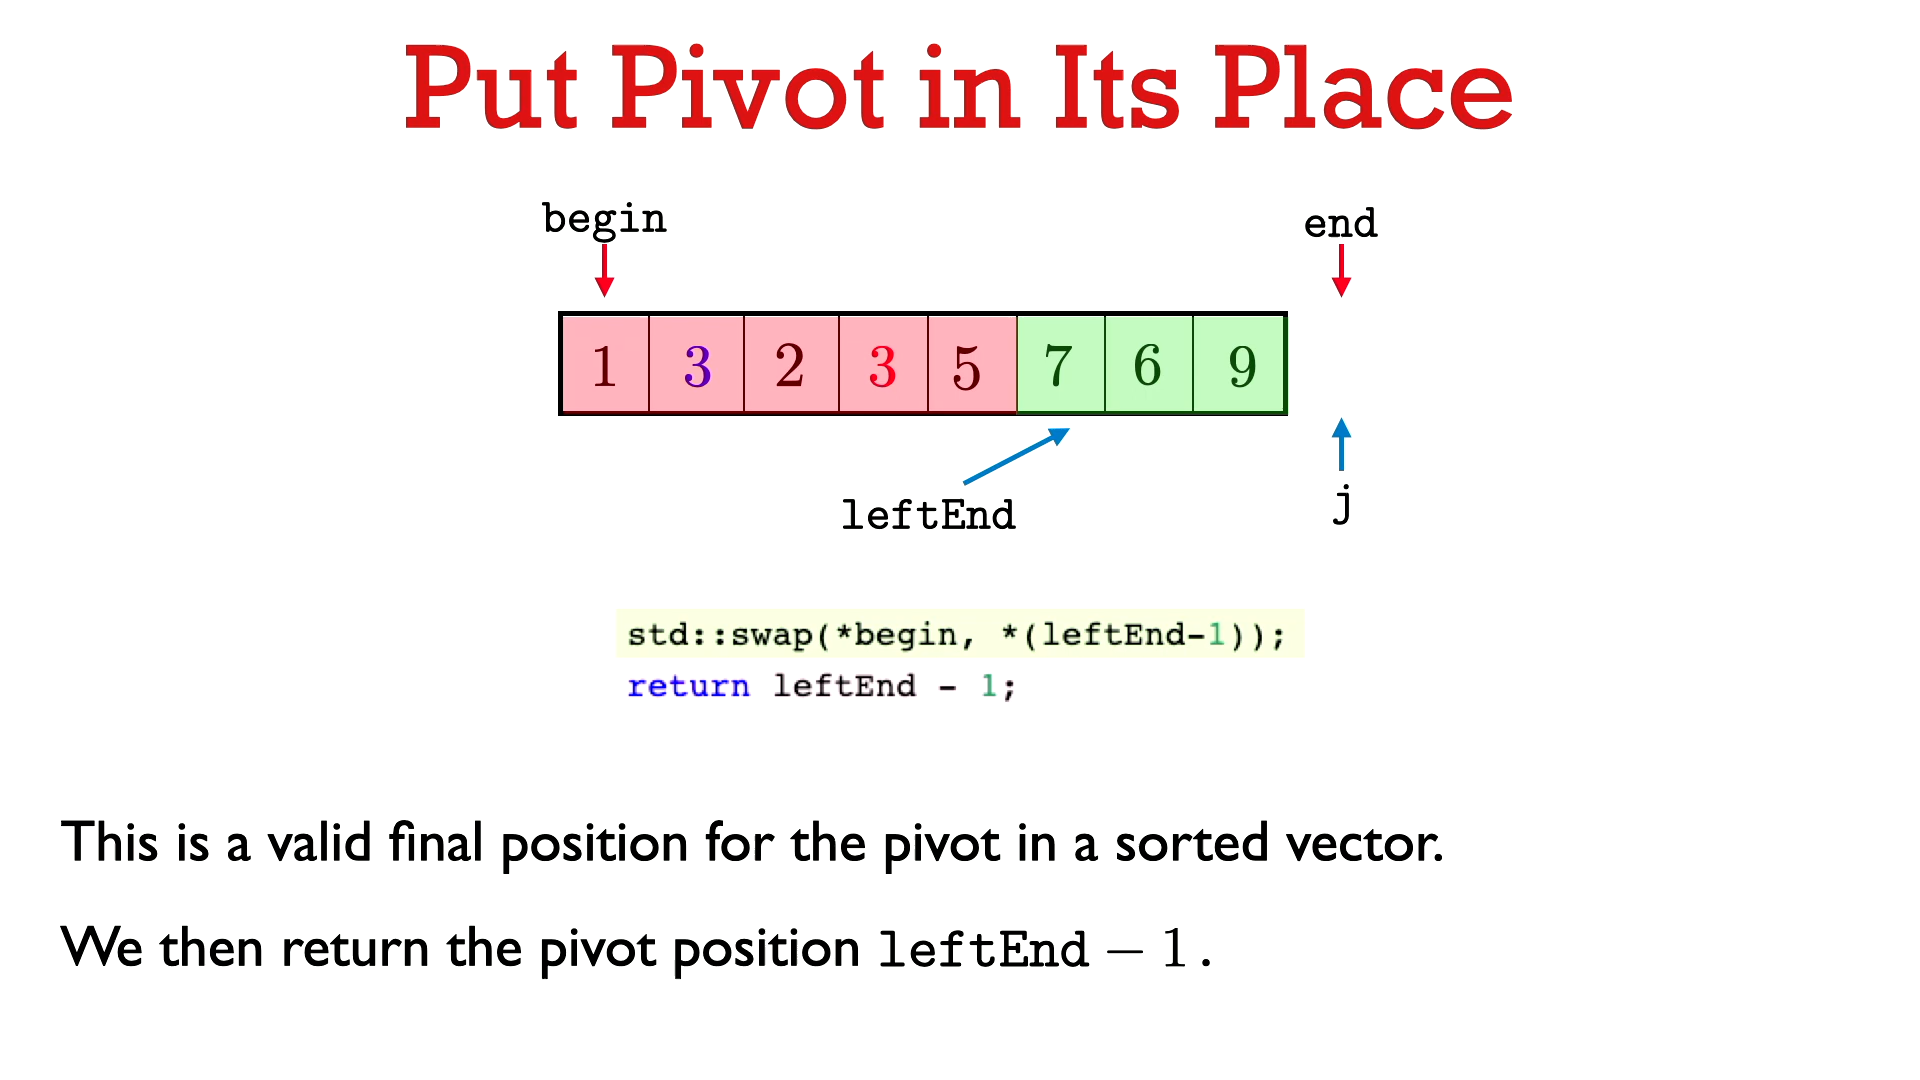 Put Pivot in Its Place
begin end
1 3 2 3 5 7 6 9
leftEnd j
std::swap(*begin, *(leftEnd-1));
return leftEnd - 1;
This is a valid final position for the pivot in a sorted vector.
We then return the pivot position leftEnd − 1.